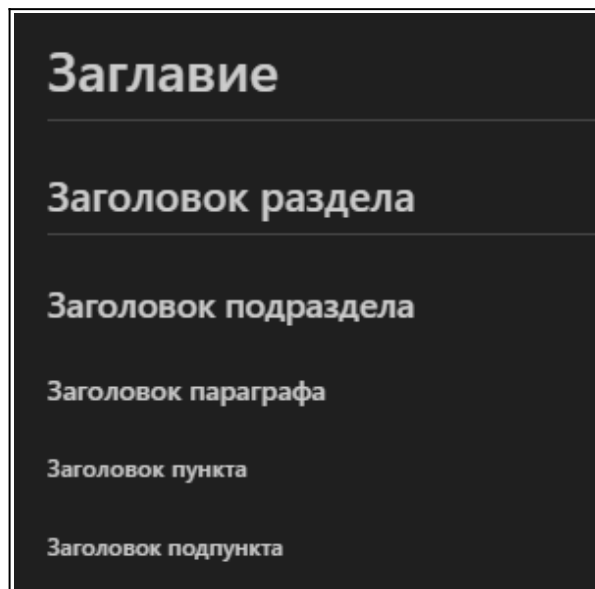 Заглавие
Заголовок раздела
Заголовок подраздела
Заголовок параграфа
Заголовок пункта
Заголовок подпункта